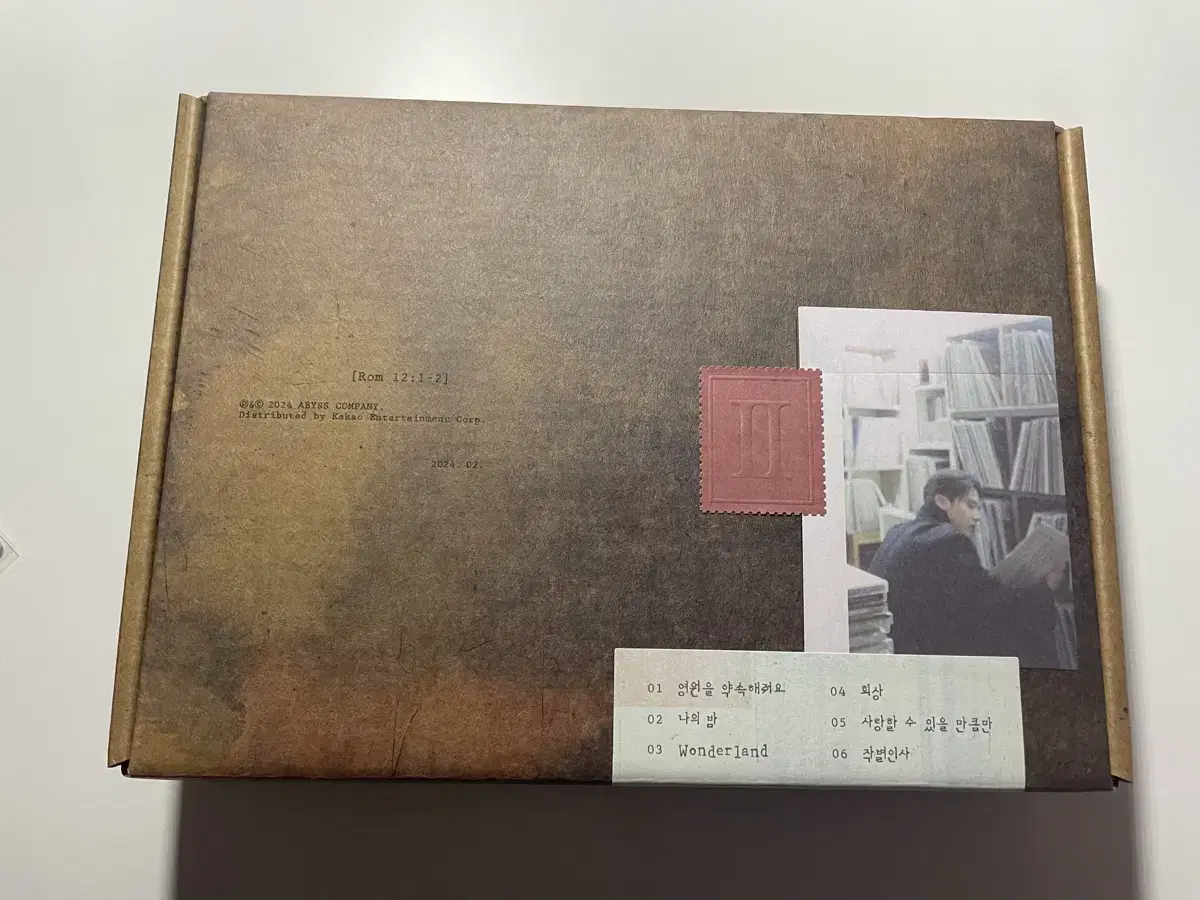 [Rom 12:1-2]
℗&© 2024 ABYSS COMPANY.
Distributed by Kakao Entertainment Corp.
2024. 02.
II
01 영원을 약속해줘요
02 나의 밤
03 Wonderland
04 회상
05 사랑할 수 있을 만큼만
06 작별인사